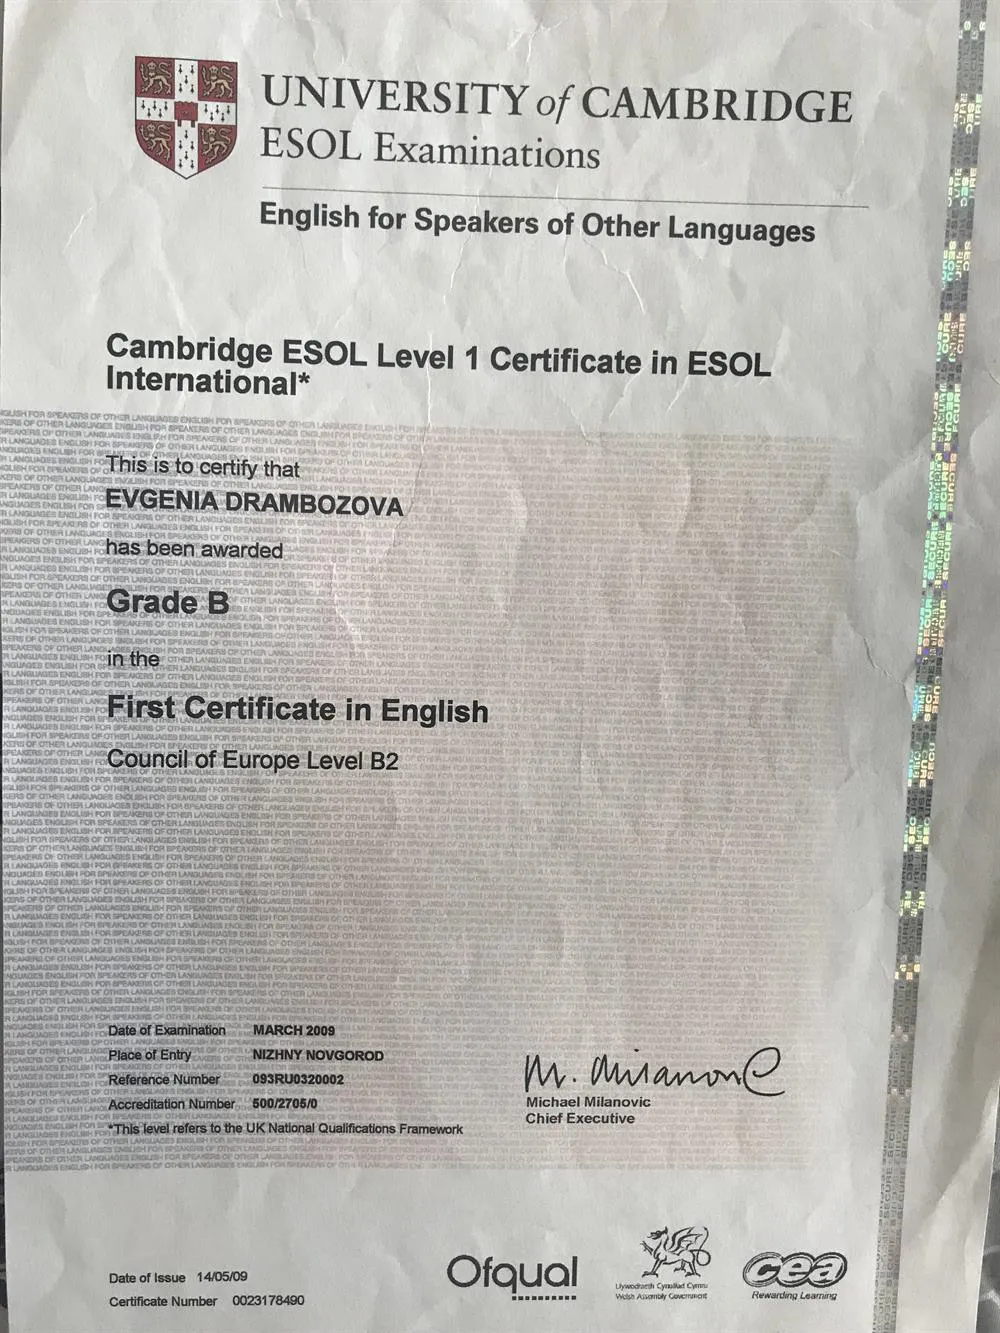 UNIVERSITY of CAMBRIDGE
ESOL Examinations
English for Speakers of Other Languages
Cambridge ESOL Level 1 Certificate in ESOL
International*
This is to certify that
EVGENIA DRAMBOZOVA
has been awarded
Grade B
in the
First Certificate in English
Council of Europe Level B2
Date of Examination MARCH 2009
Place of Entry NIZHNY NOVGOROD
Reference Number 093RU0320002
Accreditation Number 500/2705/0
*This level refers to the UK National Qualifications Framework
M. Milanovic
Michael Milanovic
Chief Executive
Date of Issue 14/05/09
Certificate Number 0023178490
Ofqual
Llywodraeth Cynulliad Cymru
Welsh Assembly Government
cea
Rewarding Learning